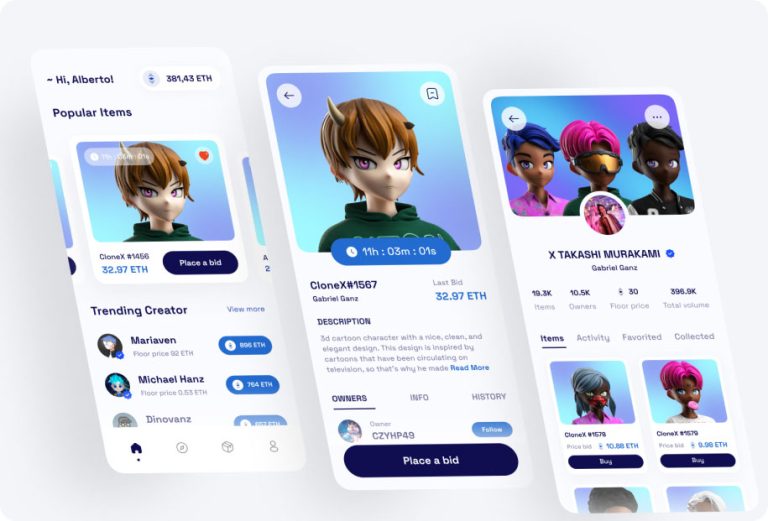 ~ Hi, Alberto!
381,43 ETH
Popular Items
11h : 03m : 01s
CloneX #1456
32.97 ETH
Place a bid
A
Trending Creator
View more
Mariaven
Floor price 92 ETH
896 ETH
Michael Hanz
Floor price 0.53 ETH
764 ETH
Dinovanz
11h : 03m : 01s
CloneX#1567
Gabriel Ganz
Last Bid
32.97 ETH
DESCRIPTION
3d cartoon character with a nice, clean, and
elegant design. This design is inspired by
cartoons that have been circulating on
television, so that's why he made Read More
OWNERS
INFO
HISTORY
Owner
CZYHP49
Follow
Place a bid
X TAKASHI MURAKAMI
Gabriel Ganz
19.3K
Items
10.5K
Owners
30
Floor price
396.9K
Total volume
Items
Activity
Favorited
Collected
CloneX #1579
Price bid
10.88 ETH
Buy
CloneX #1579
Price bid
9.98 ETH
Buy